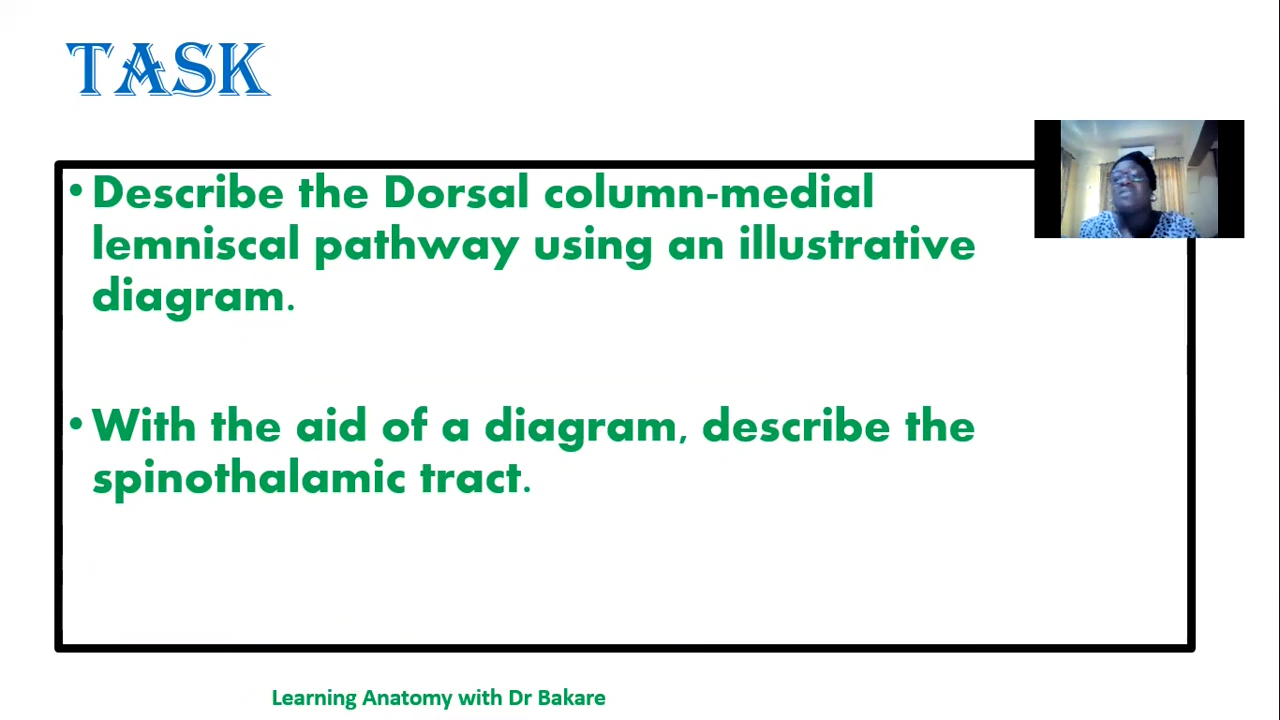 TASK
• Describe the Dorsal column-medial
lemniscal pathway using an illustrative
diagram.
• With the aid of a diagram, describe the
spinothalamic tract.
Learning Anatomy with Dr Bakare